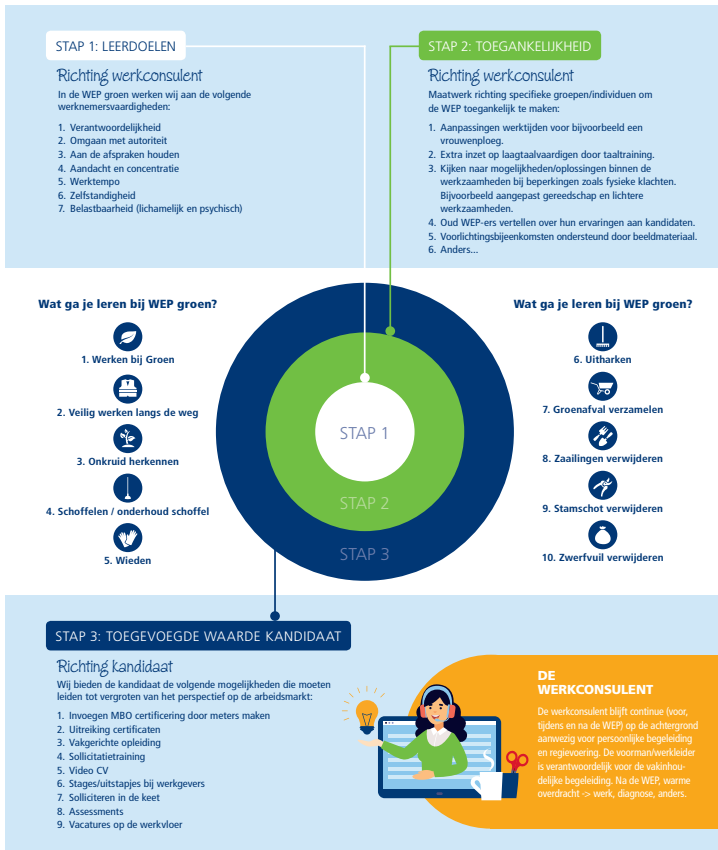 STAP 1: LEERDOELEN
Richting werkconsulent
In de WEP groen werken wij aan de volgende
werknemersvaardigheden:
1. Verantwoordelijkheid
2. Omgaan met autoriteit
3. Aan de afspraken houden
4. Aandacht en concentratie
5. Werktempo
6. Zelfstandigheid
7. Belastbaarheid (lichamelijk en psychisch)
STAP 2: TOEGANKELIJKHEID
Richting werkconsulent
Maatwerk richting specifieke groepen/individuen om
de WEP toegankelijk te maken:
1. Aanpassingen werktijden voor bijvoorbeeld een
vrouwenploeg.
2. Extra inzet op laagtaalvaardigen door taaltraining.
3. Kijken naar mogelijkheden/oplossingen binnen de
werkzaamheden bij beperkingen zoals fysieke klachten.
Bijvoorbeeld aangepast gereedschap en lichtere
werkzaamheden.
4. Oud WEP-ers vertellen over hun ervaringen aan kandidaten.
5. Voorlichtingsbijeenkomsten ondersteund door beeldmateriaal.
6. Anders...
Wat ga je leren bij WEP groen?
1. Werken bij Groen
2. Veilig werken langs de weg
3. Onkruid herkennen
4. Schoffelen / onderhoud schoffel
5. Wieden
STAP 1
STAP 2
STAP 3
Wat ga je leren bij WEP groen?
6. Uitharken
7. Groenafval verzamelen
8. Zaailingen verwijderen
9. Stamschot verwijderen
10. Zwerfvuil verwijderen
STAP 3: TOEGEVOEGDE WAARDE KANDIDAAT
Richting kandidaat
Wij bieden de kandidaat de volgende mogelijkheden die moeten
leiden tot vergroten van het perspectief op de arbeidsmarkt:
1. Invoegen MBO certificering door meters maken
2. Uitreiking certificaten
3. Vakgerichte opleiding
4. Sollicitatietraining
5. Video CV
6. Stages/uitstapjes bij werkgevers
7. Solliciteren in de keet
8. Assessments
9. Vacatures op de werkvloer
DE
WERKCONSULENT
De werkconsulent blijft continue (voor,
tijdens en na de WEP) op de achtergrond
aanwezig voor persoonlijke begeleiding
en regievoering. De voorman/werkleider
is verantwoordelijk voor de vakinhou-
delijke begeleiding. Na de WEP, warme
overdracht -> werk, diagnose, anders.